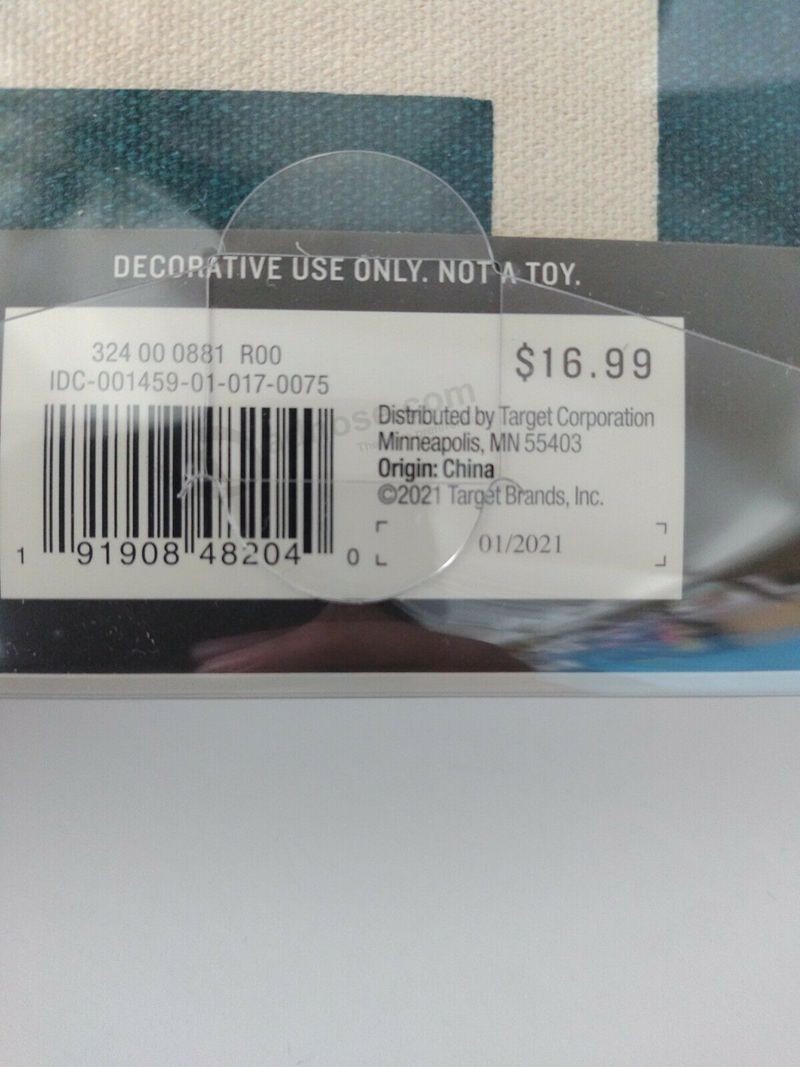 DECORATIVE USE ONLY. NOT A TOY.
324 00 0881 R00
IDC-001459-01-017-0075
$16.99
Distributed by Target Corporation
Minneapolis, MN 55403
Origin: China
©2021 Target Brands, Inc.
01/2021
1 91908 48204 0